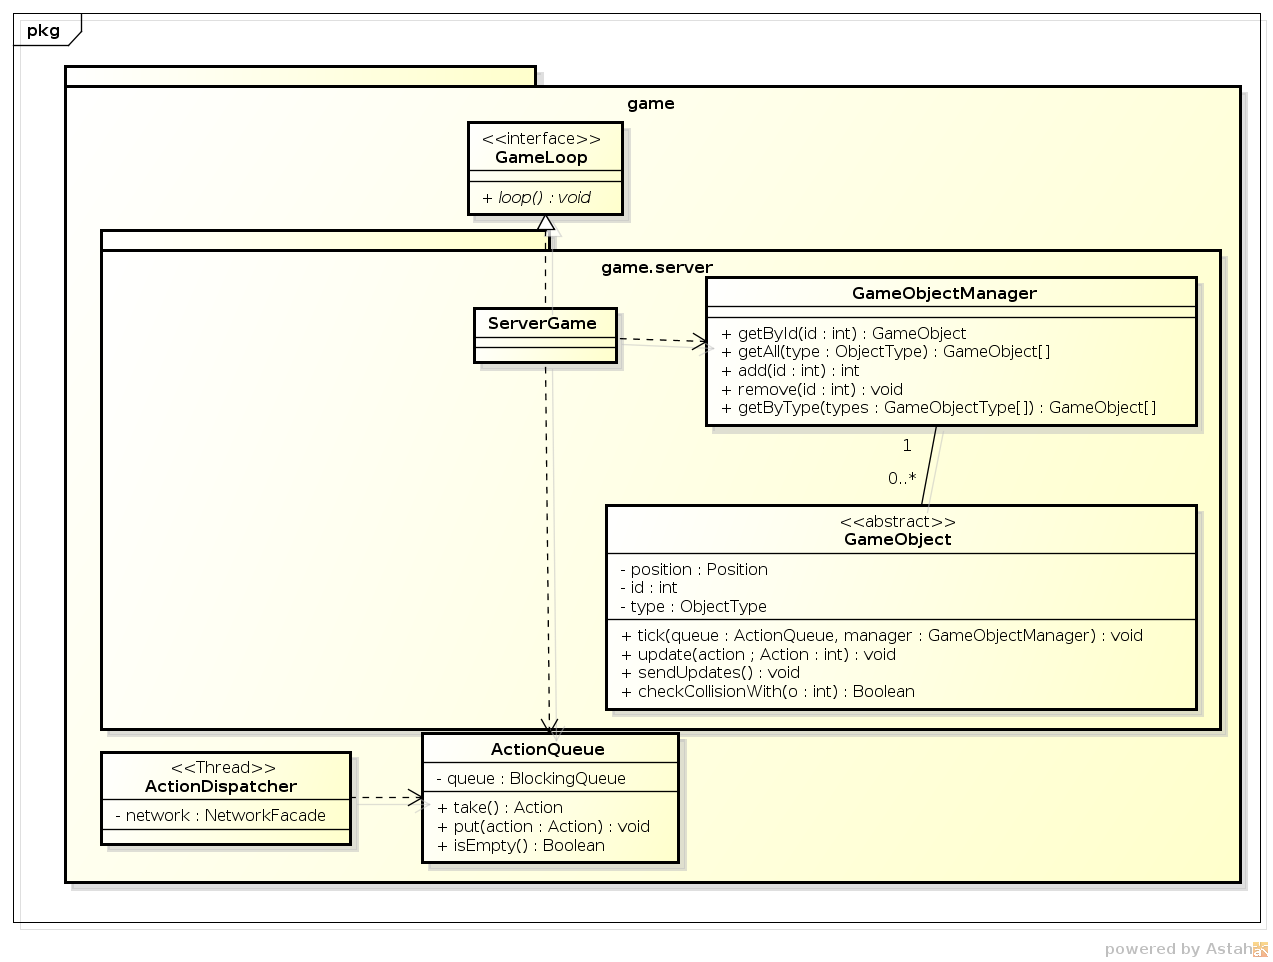 pkg
game
<<interface>>
GameLoop
+ loop() : void
game.server
ServerGame
GameObjectManager
+ getById(id : int) : GameObject
+ getAll(type : ObjectType) : GameObject[]
+ add(id : int) : int
+ remove(id : int) : void
+ getByType(types : GameObjectType[]) : GameObject[]
1
0..*
<<abstract>>
GameObject
- position : Position
- id : int
- type : ObjectType
+ tick(queue : ActionQueue, manager : GameObjectManager) : void
+ update(action ; Action : int) : void
+ sendUpdates() : void
+ checkCollisionWith(o : int) : Boolean
<<Thread>>
ActionDispatcher
- network : NetworkFacade
ActionQueue
- queue : BlockingQueue
+ take() : Action
+ put(action : Action) : void
+ isEmpty() : Boolean
powered by Astah